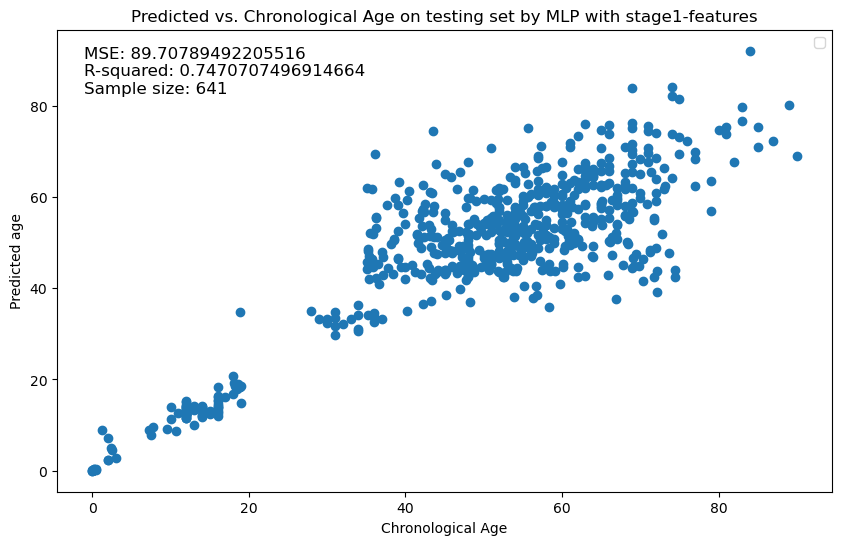 Predicted vs. Chronological Age on testing set by MLP with stage1-features
MSE: 89.70789492205516
R-squared: 0.7470707496914664
Sample size: 641
80
60
40
20
0
Predicted age
0 20 40 60 80
Chronological Age